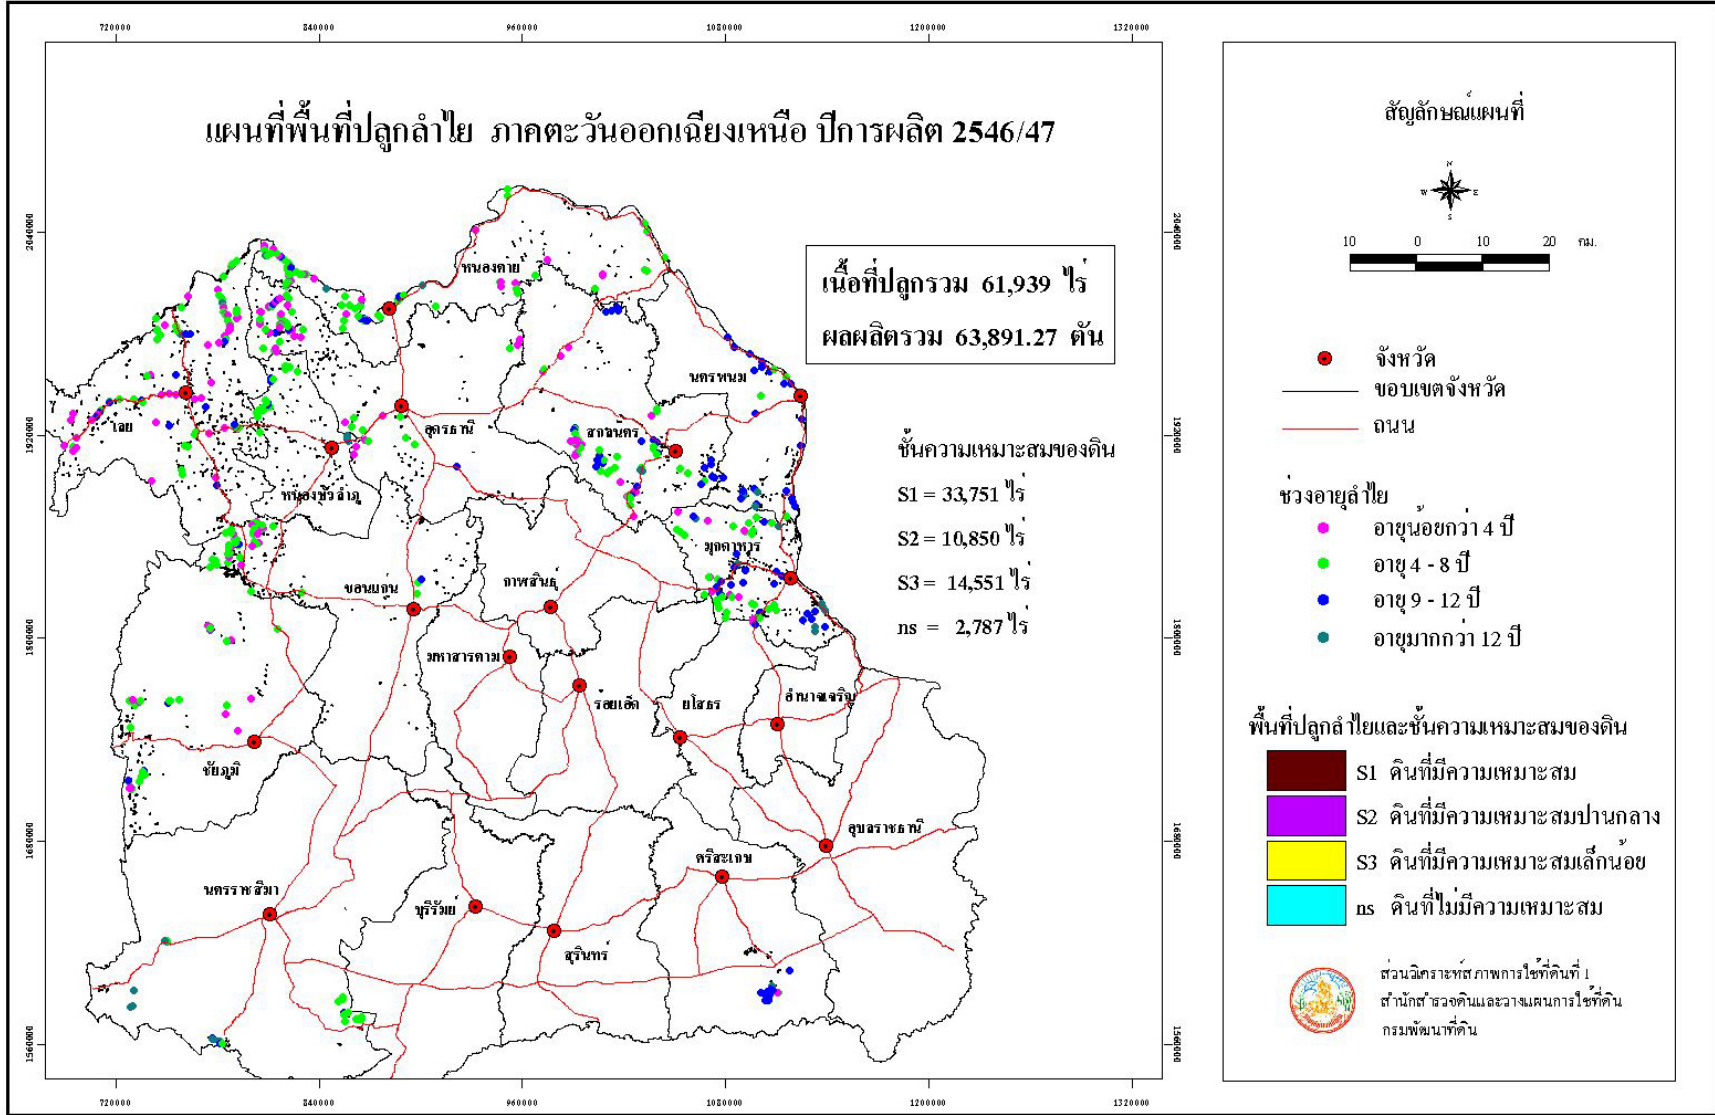 720000 840000 960000 1080000 1200000 1320000
แผนที่พื้นที่ปลูกลำไย ภาคตะวันออกเฉียงเหนือ ปีการผลิต 2546/47
2040000 2040000
เนื้อที่ปลูกรวม 61,939 ไร่
ผลผลิตรวม 63,891.27 ตัน
หนองคาย
นครพนม
เลย
อุดรธานี
สกลนคร
1920000 1920000
หนองบัวลำภู
ชั้นความเหมาะสมของดิน
S1 = 33,751 ไร่
S2 = 10,850 ไร่
S3 = 14,551 ไร่
ns = 2,787 ไร่
มุกดาหาร
ขอนแก่น
กาฬสินธุ์
1800000 1800000
มหาสารคาม
ร้อยเอ็ด
ยโสธร
อำนาจเจริญ
ชัยภูมิ
1680000 1680000
อุบลราชธานี
ศรีสะเกษ
นครราชสีมา
บุรีรัมย์
สุรินทร์
1560000 1560000
720000 840000 960000 1080000 1200000 1320000
สัญลักษณ์แผนที่
N
W E
S
10 0 10 20 กม.
จังหวัด
ขอบเขตจังหวัด
ถนน
ช่วงอายุลำไย
อายุน้อยกว่า 4 ปี
อายุ 4 - 8 ปี
อายุ 9 - 12 ปี
อายุมากกว่า 12 ปี
พื้นที่ปลูกลำไยและชั้นความเหมาะสมของดิน
S1 ดินที่มีความเหมาะสม
S2 ดินที่มีความเหมาะสมปานกลาง
S3 ดินที่มีความเหมาะสมเล็กน้อย
ns ดินที่ไม่มีความเหมาะสม
ส่วนวิเคราะห์สภาพการใช้ที่ดินที่ 1
สำนักสำรวจดินและวางแผนการใช้ที่ดิน
กรมพัฒนาที่ดิน